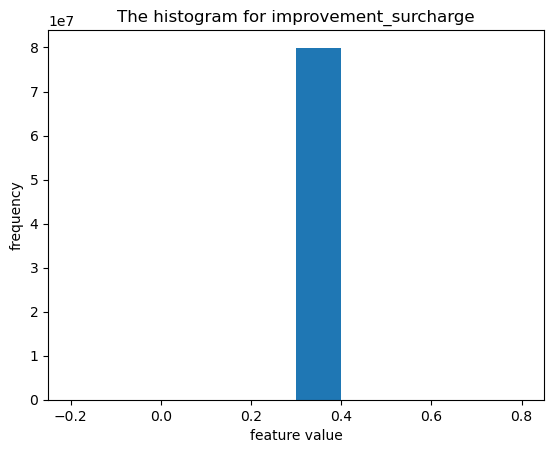 The histogram for improvement_surcharge
1e7
8
7
6
5
4
3
2
1
0
frequency
−0.2 0.0 0.2 0.4 0.6 0.8
feature value